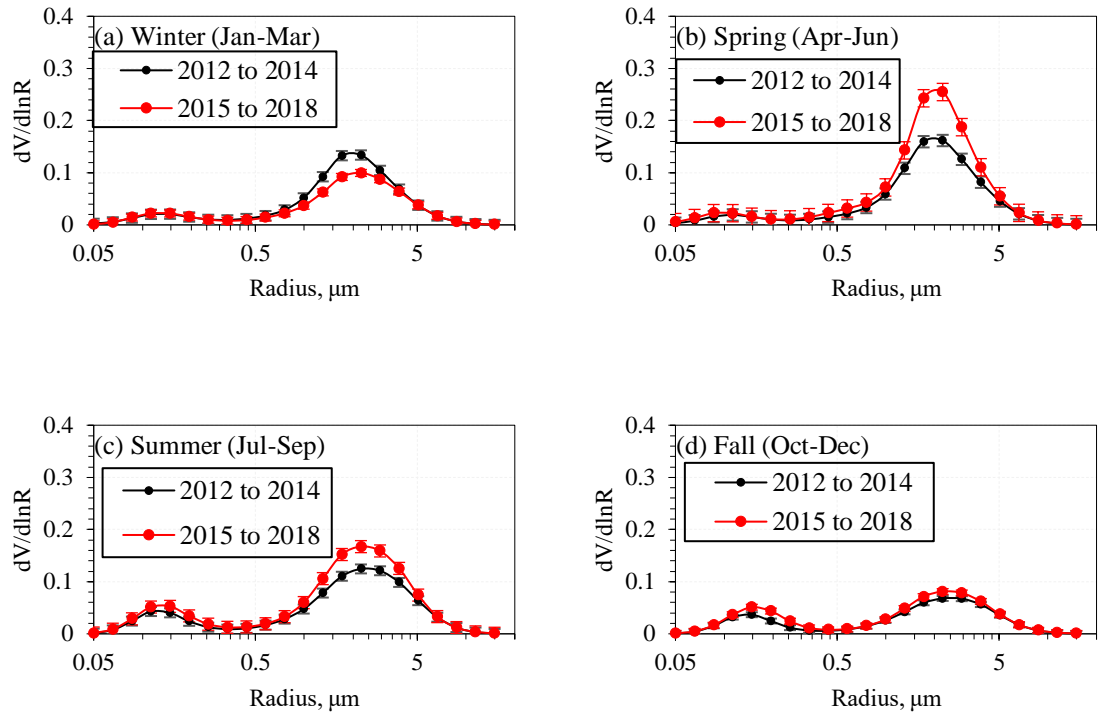 (a) Winter (Jan-Mar)
2012 to 2014
2015 to 2018
dV/dlnR
0.4
0.3
0.2
0.1
0
0.05
0.5
5
Radius, μm
(b) Spring (Apr-Jun)
2012 to 2014
2015 to 2018
dV/dlnR
0.4
0.3
0.2
0.1
0
0.05
0.5
5
Radius, μm
(c) Summer (Jul-Sep)
2012 to 2014
2015 to 2018
dV/dlnR
0.4
0.3
0.2
0.1
0
0.05
0.5
5
Radius, μm
(d) Fall (Oct-Dec)
2012 to 2014
2015 to 2018
dV/dlnR
0.4
0.3
0.2
0.1
0
0.05
0.5
5
Radius, μm